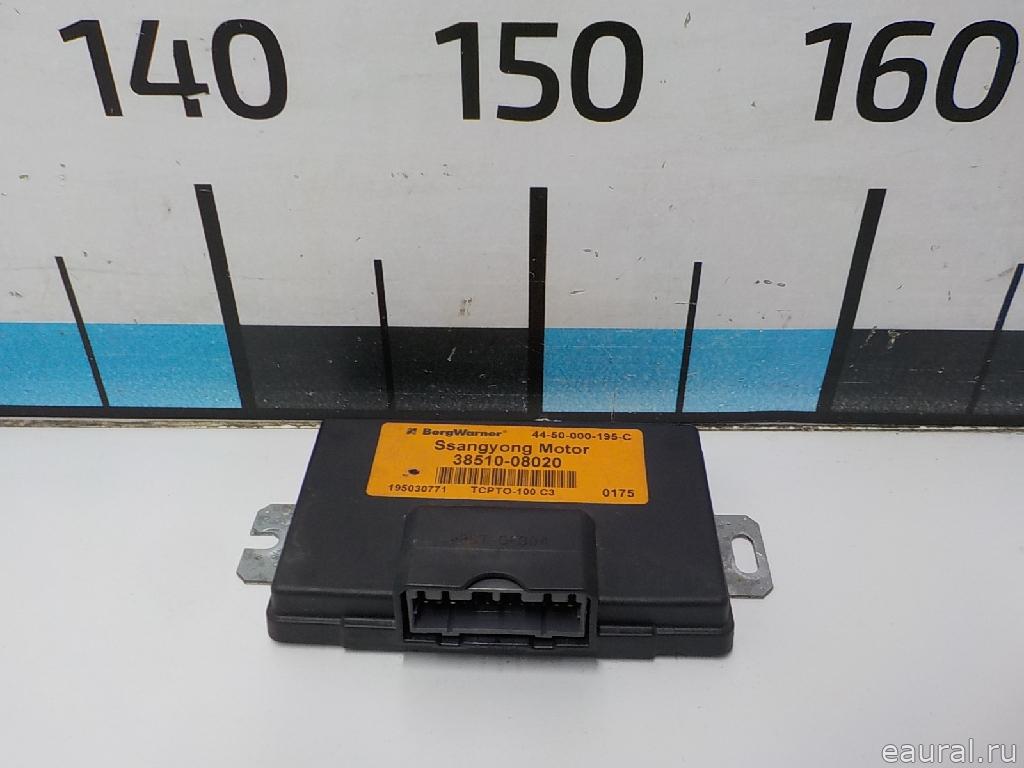 140 150 160
BorgWarner 44-50-000-195-C
Ssangyong Motor
38510-08020
195030771 TCPTO-100 C3 0175
eaural.ru